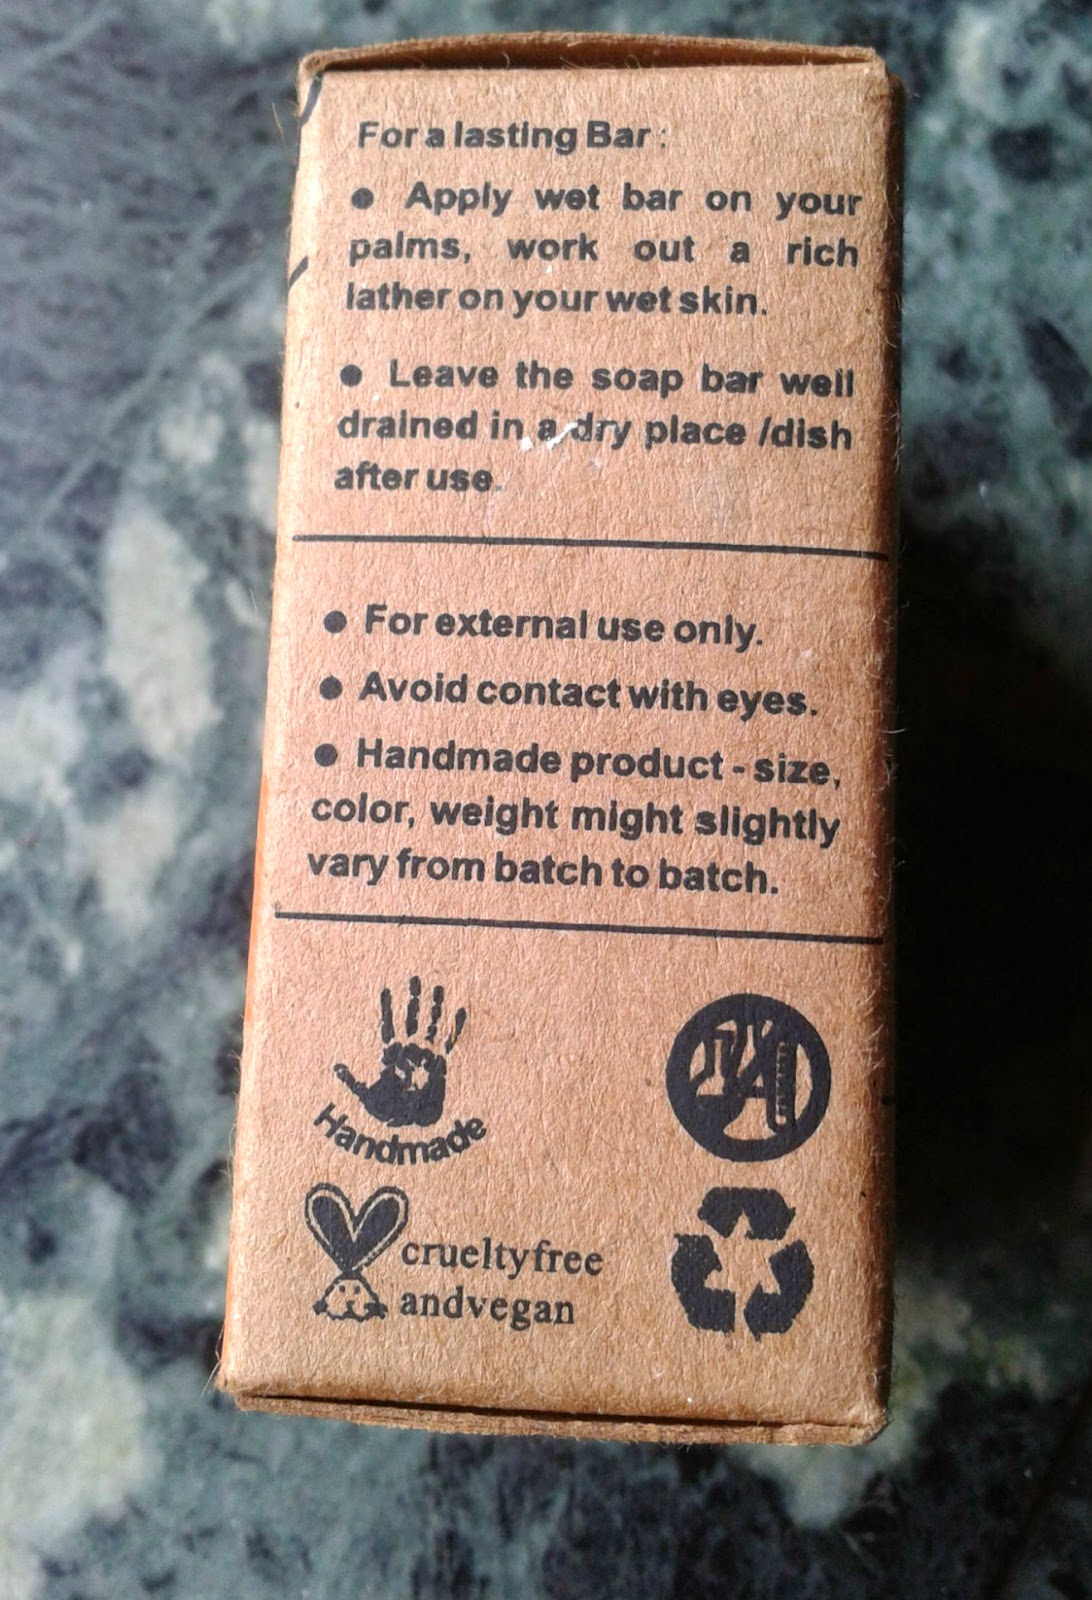 For a lasting Bar :
● Apply wet bar on your
palms, work out a rich
lather on your wet skin.
● Leave the soap bar well
drained in a dry place /dish
after use.
● For external use only.
● Avoid contact with eyes.
● Handmade product - size,
color, weight might slightly
vary from batch to batch.
Handmade
crueltyfree
andvegan